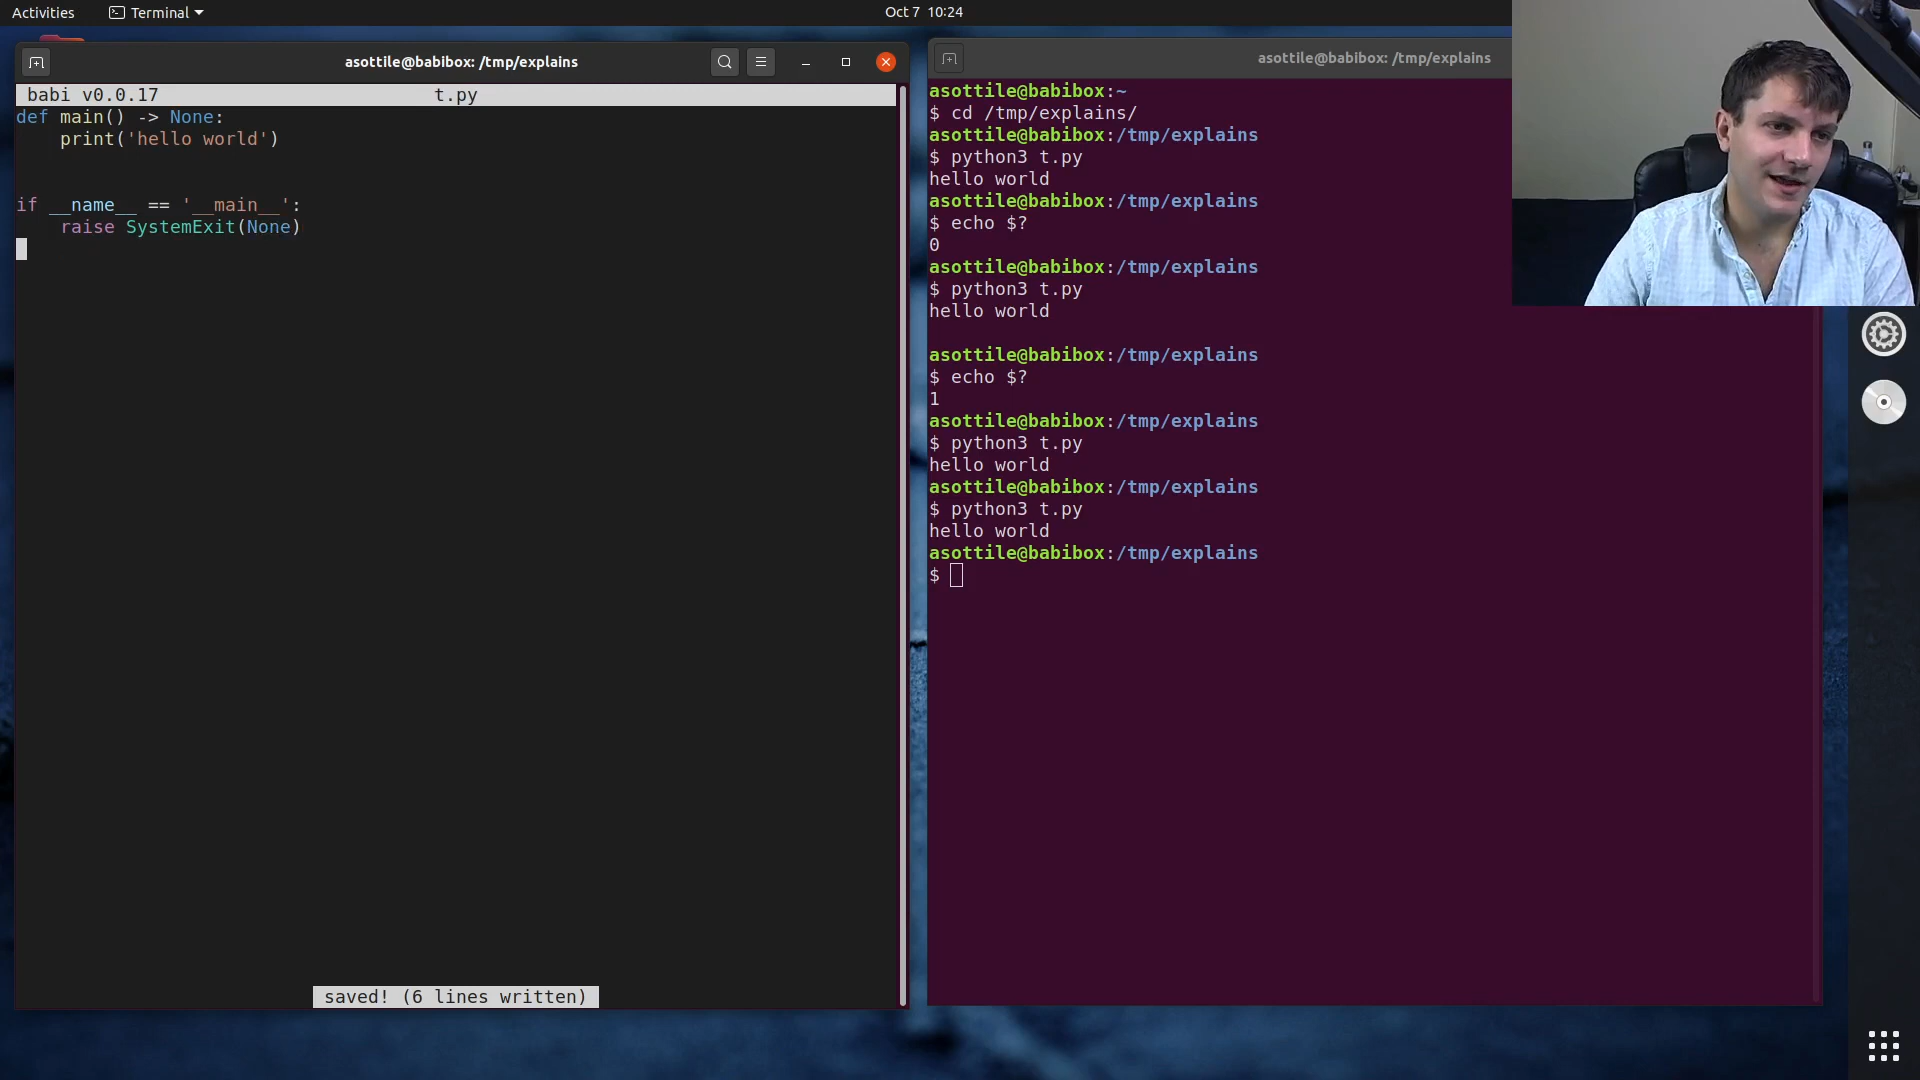 Activities
Terminal
Oct 7 10:24
asottile@babibox: /tmp/explains
babi v0.0.17 t.py
def main() -> None:
    print('hello world')
if __name__ == '__main__':
    raise SystemExit(None)
saved! (6 lines written)
asottile@babibox: /tmp/explains
asottile@babibox:~
$ cd /tmp/explains/
asottile@babibox:/tmp/explains
$ python3 t.py
hello world
asottile@babibox:/tmp/explains
$ echo $?
0
asottile@babibox:/tmp/explains
$ python3 t.py
hello world
asottile@babibox:/tmp/explains
$ echo $?
1
asottile@babibox:/tmp/explains
$ python3 t.py
hello world
asottile@babibox:/tmp/explains
$ python3 t.py
hello world
asottile@babibox:/tmp/explains
$